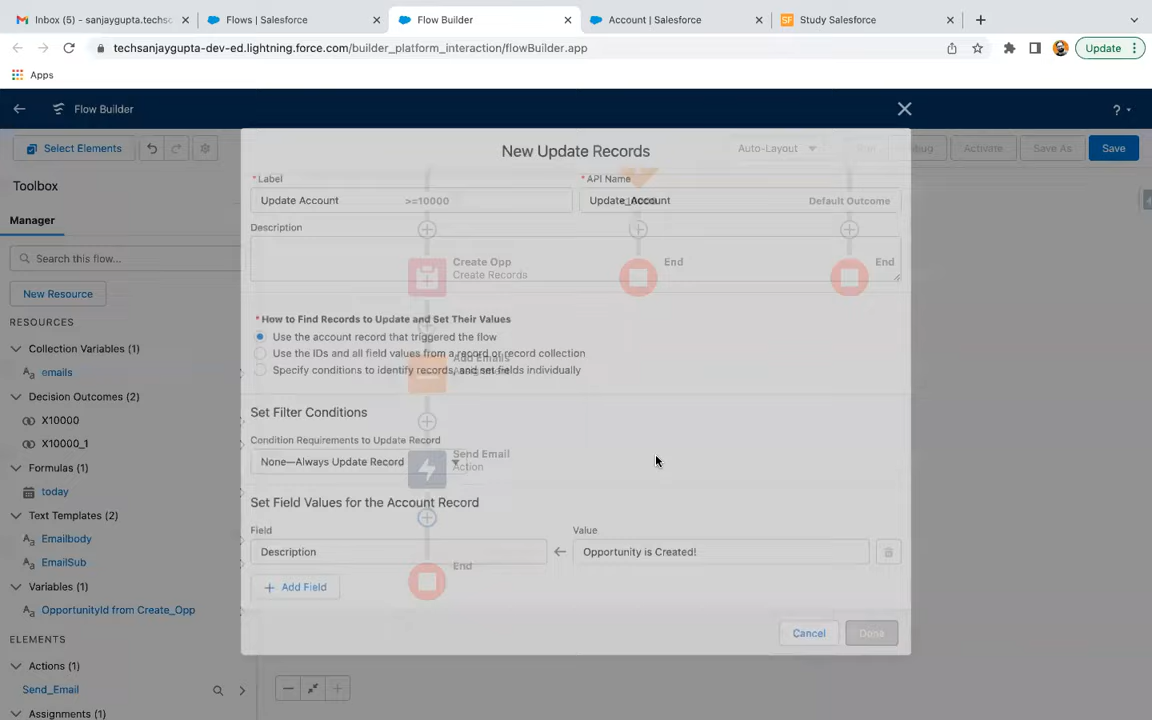 Inbox (5) - sanjaygupta.techsc
Flows | Salesforce
Flow Builder
Account | Salesforce
SF
Study Salesforce
techsanjaygupta-dev-ed.lightning.force.com/builder_platform_interaction/flowBuilder.app
Update
Apps
Flow Builder
?
Select Elements
Auto-Layout
Run
Debug
Activate
Save As
Save
New Update Records
Toolbox
Manager
* Label
* API Name
Update Account
>=10000
Update_Account
Default Outcome
Description
Search this flow...
Create Opp
Create Records
End
End
New Resource
RESOURCES
* How to Find Records to Update and Set Their Values
Use the account record that triggered the flow
Use the IDs and all field values from a record or record collection
Specify conditions to identify records, and set fields individually
Add Emails
Collection Variables (1)
emails
Decision Outcomes (2)
X10000
X10000_1
Formulas (1)
today
Text Templates (2)
Emailbody
EmailSub
Variables (1)
OpportunityId from Create_Opp
ELEMENTS
Actions (1)
Send_Email
Assignments (1)
Set Filter Conditions
Condition Requirements to Update Record
None—Always Update Record
Send Email
Action
Set Field Values for the Account Record
Field
Value
Description
Opportunity is Created!
End
Add Field
Cancel
Done